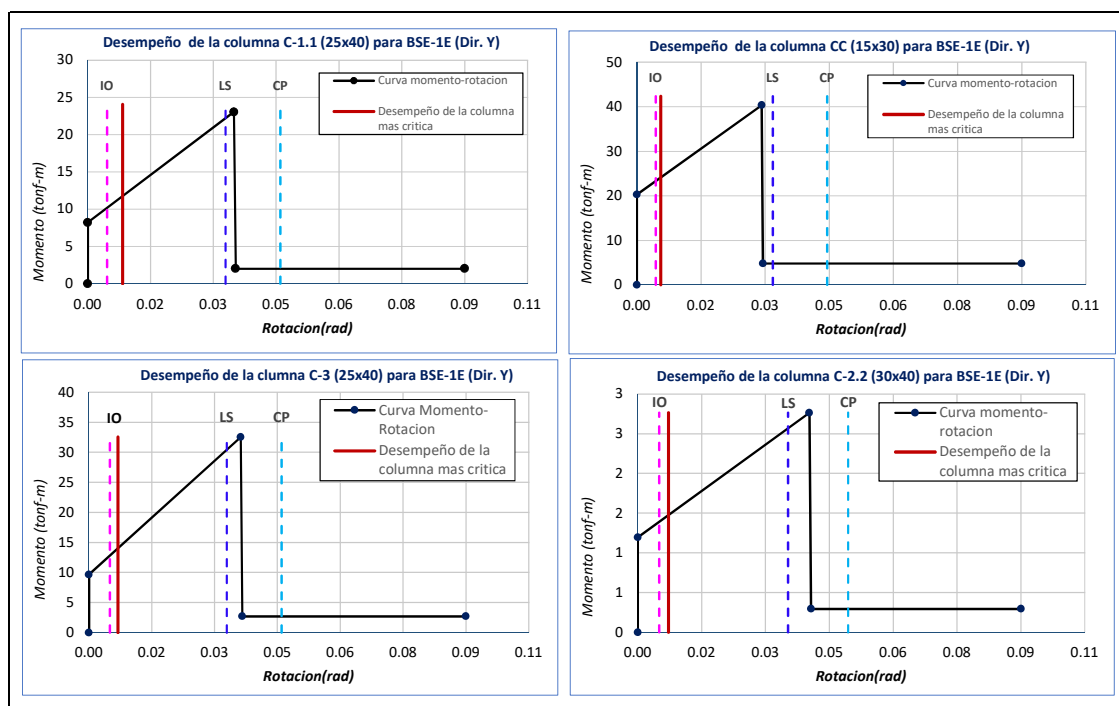 Desempeño de la columna C-1.1 (25x40) para BSE-1E (Dir. Y)
30
25
20
15
10
5
0
Momento (tonf-m)
IO
LS
CP
Curva momento-rotacion
Desempeño de la columna
mas critica
0.00 0.02 0.03 0.05 0.06 0.08 0.09 0.11
Rotacion(rad)
Desempeño de la columna CC (15x30) para BSE-1E (Dir. Y)
50
40
30
20
10
0
Momento (tonf-m)
IO
LS
CP
Curva momento-rotacion
Desempeño de la columna
mas critica
0.00 0.02 0.03 0.05 0.06 0.08 0.09 0.11
Rotacion(rad)
Desempeño de la clumna C-3 (25x40) para BSE-1E (Dir. Y)
40
35
30
25
20
15
10
5
0
Momento (tonf-m)
IO
LS
CP
Curva Momento-
Rotacion
Desempeño de la
columna mas critica
0.00 0.02 0.03 0.05 0.06 0.08 0.09 0.11
Rotacion(rad)
Desempeño de la columna C-2.2 (30x40) para BSE-1E (Dir. Y)
3
3
2
2
1
1
0
Momento (tonf-m)
IO
LS
CP
Curva momento-
rotacion
Desempeño de la
columna mas critica
0.00 0.02 0.03 0.05 0.06 0.08 0.09 0.11
Rotacion(rad)